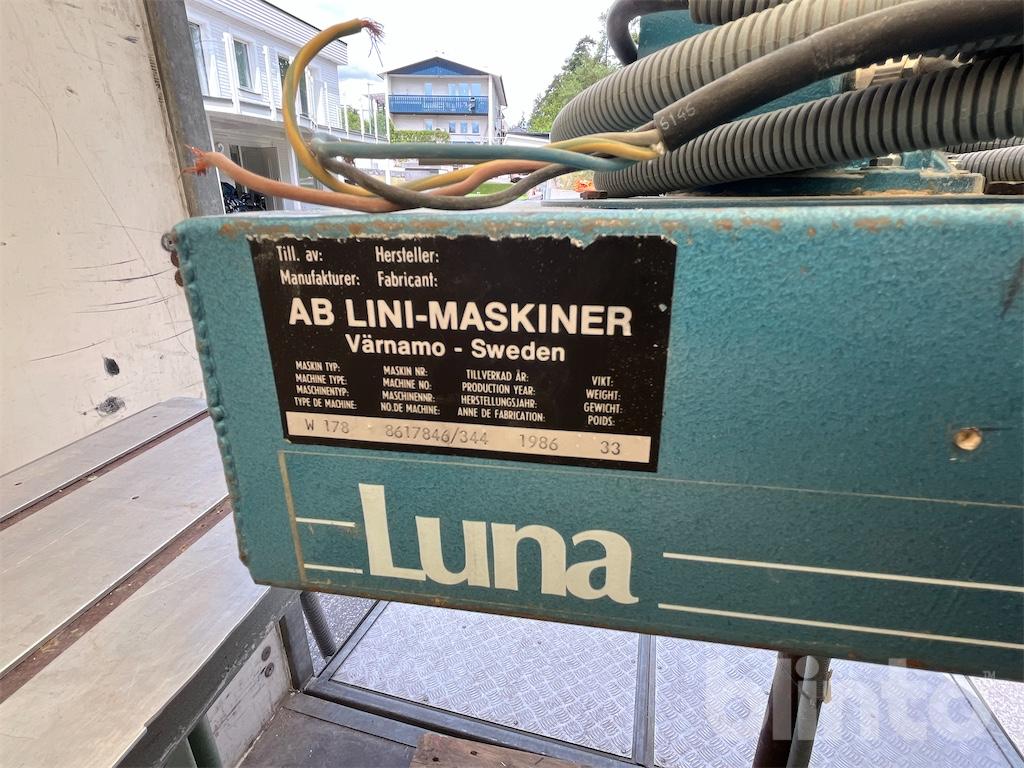 5146
Till. av: Hersteller:
Manufakturer: Fabricant:
AB LINI-MASKINER
Värnamo - Sweden
MASKIN TYP: MASKIN NR: TILLVERKAD ÅR: VIKT:
MACHINE TYPE: MACHINE NO: PRODUCTION YEAR: WEIGHT:
MASCHINENTYP: MASCHINENNR: HERSTELLUNGSJAHR: GEWICHT:
TYPE DE MACHINE: NO.DE MACHINE: ANNE DE FABRICATION: POIDS:
W 178 8617846/344 1986 33
Luna
blinto™